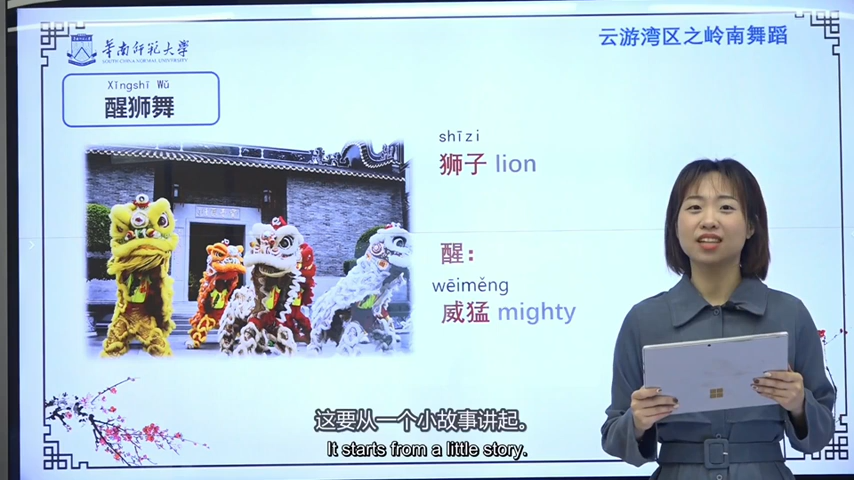 华南师范大学
SOUTH CHINA NORMAL UNIVERSITY
云游湾区之岭南舞蹈
Xǐngshī Wǔ
醒狮舞
shīzi
狮子 lion
醒：
wēiměng
威猛 mighty
这要从一个小故事讲起。
It starts from a little story.